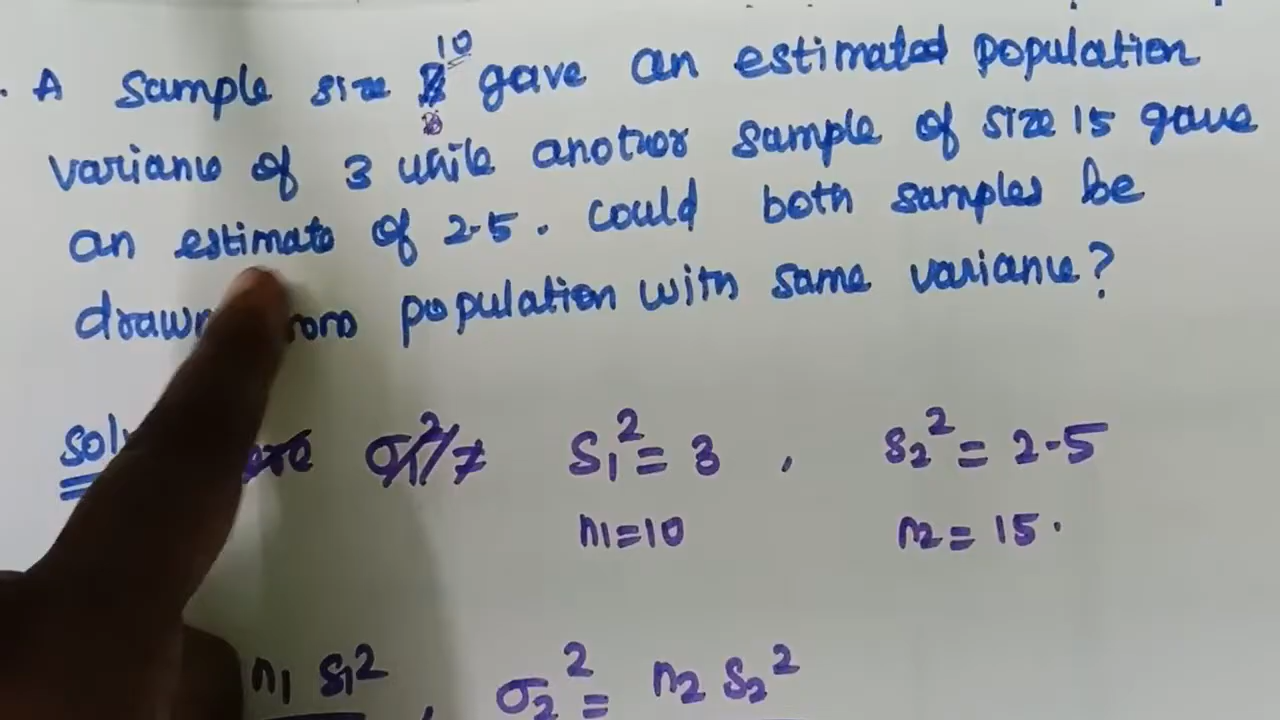 10
. A sample size gave an estimated population
variance of 3 while another sample of size 15 gave
an estimate of 2.5. Could both samples be
drawn from population with same variance?
Soln S₁² = 3 , S₂² = 2.5
n1=10 n2 = 15.
n₁ S₁² , σ₂² = n₂ S₂²